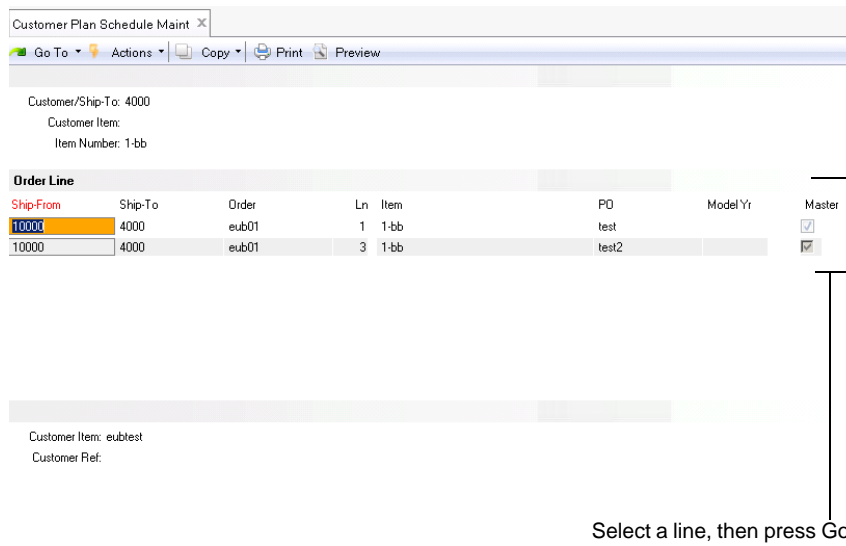 Customer Plan Schedule Maint
Go To Actions Copy Print Preview
Customer/Ship-To: 4000
Customer Item:
Item Number: 1-bb
Order Line
Ship-From Ship-To Order Ln Item PO Model Yr Master
10000 4000 eub01 1 1-bb test
10000 4000 eub01 3 1-bb test2
Customer Item: eubtest
Customer Ref:
Select a line, then press Go